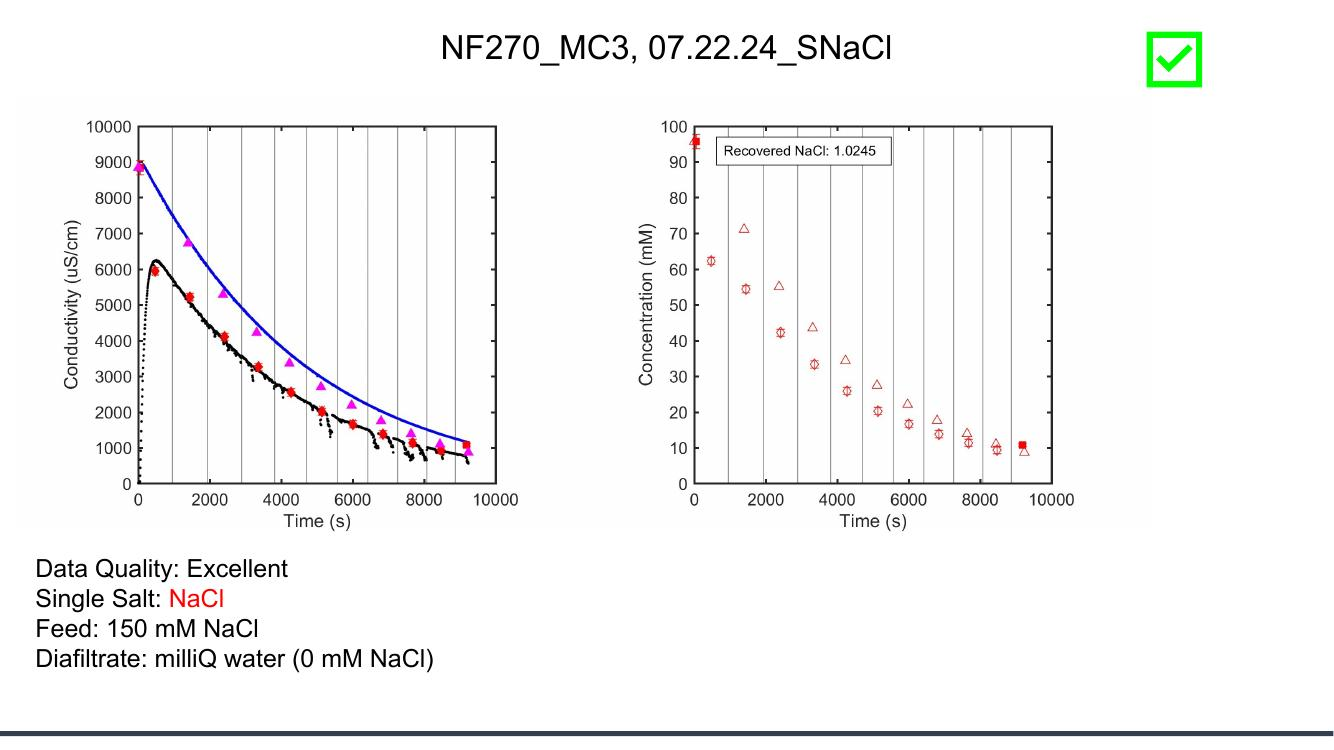 NF270_MC3, 07.22.24_SNaCl
10000
9000
8000
7000
6000
5000
4000
3000
2000
1000
0
Conductivity (uS/cm)
0 2000 4000 6000 8000 10000
Time (s)
100
90
80
70
60
50
40
30
20
10
0
Concentration (mM)
Recovered NaCl: 1.0245
0 2000 4000 6000 8000 10000
Time (s)
Data Quality: Excellent
Single Salt: NaCl
Feed: 150 mM NaCl
Diafiltrate: milliQ water (0 mM NaCl)